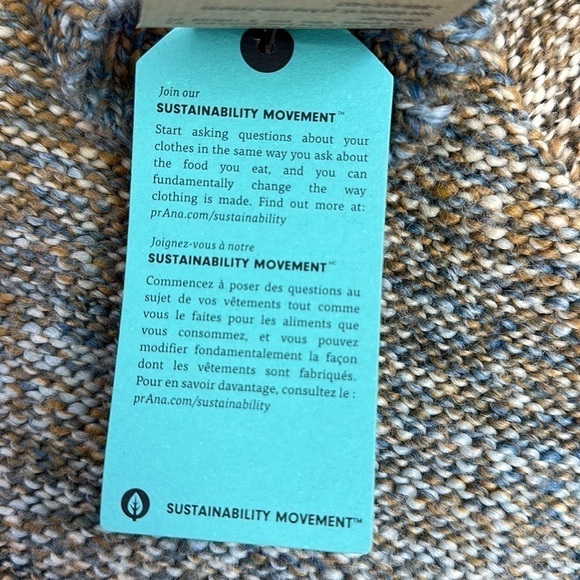 Join our
SUSTAINABILITY MOVEMENT™
Start asking questions about your
clothes in the same way you ask about
the food you eat, and you can
fundamentally change the way
clothing is made. Find out more at:
prAna.com/sustainability
Joignez-vous à notre
SUSTAINABILITY MOVEMENT MC
Commencez à poser des questions au
sujet de vos vêtements tout comme
vous le faites pour les aliments que
vous consommez, et vous pouvez
modifier fondamentalement la façon
dont les vêtements sont fabriqués.
Pour en savoir davantage, consultez le :
prAna.com/sustainability
SUSTAINABILITY MOVEMENT™